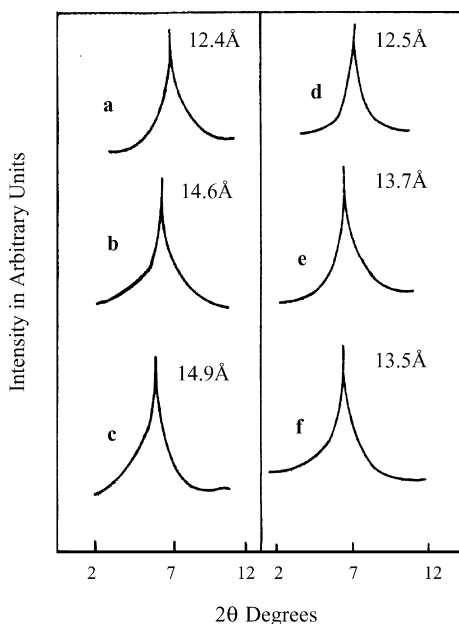 12.4Å
a
14.6Å
b
14.9Å
c
12.5Å
d
13.7Å
e
13.5Å
f
Intensity in Arbitrary Units
2 7 12 2 7 12
2θ Degrees